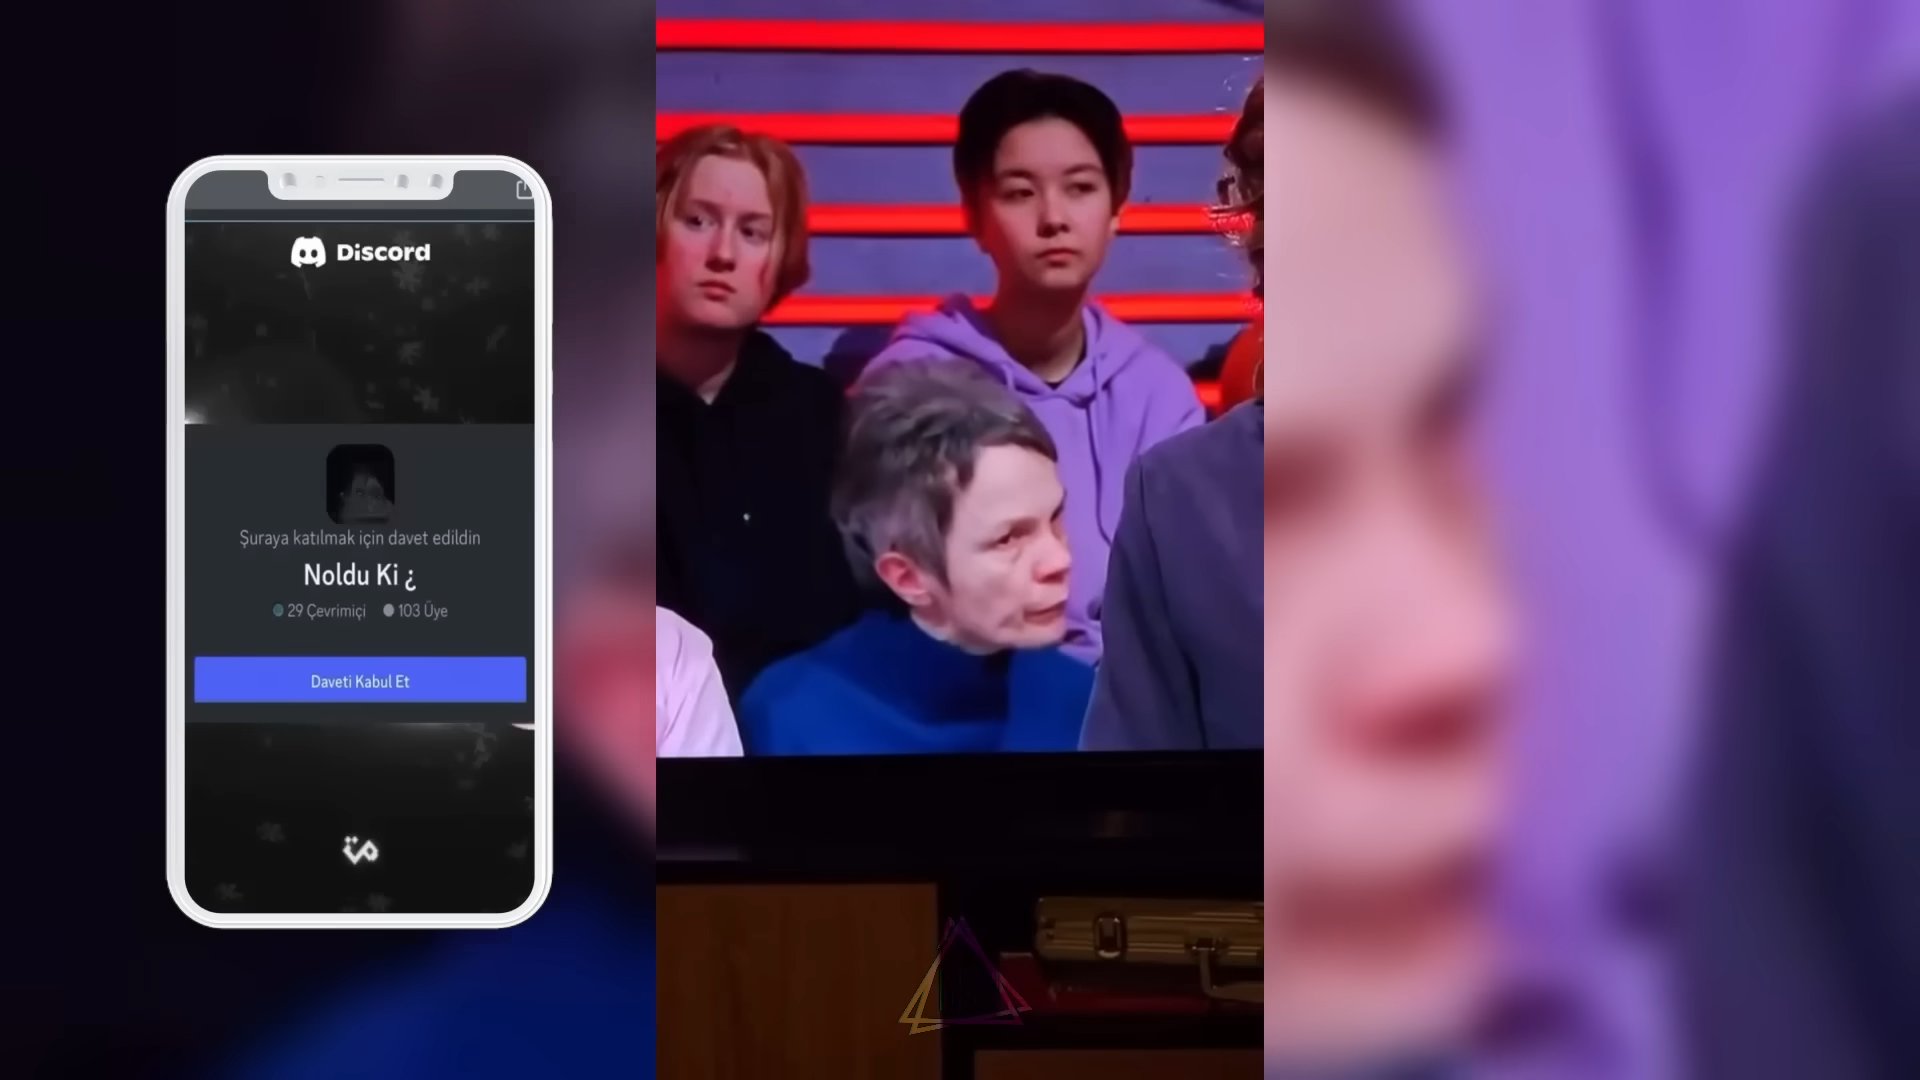 Discord
Şuraya katılmak için davet edildin
Noldu Ki ¿
29 Çevrimiçi 103 Üye
Daveti Kabul Et